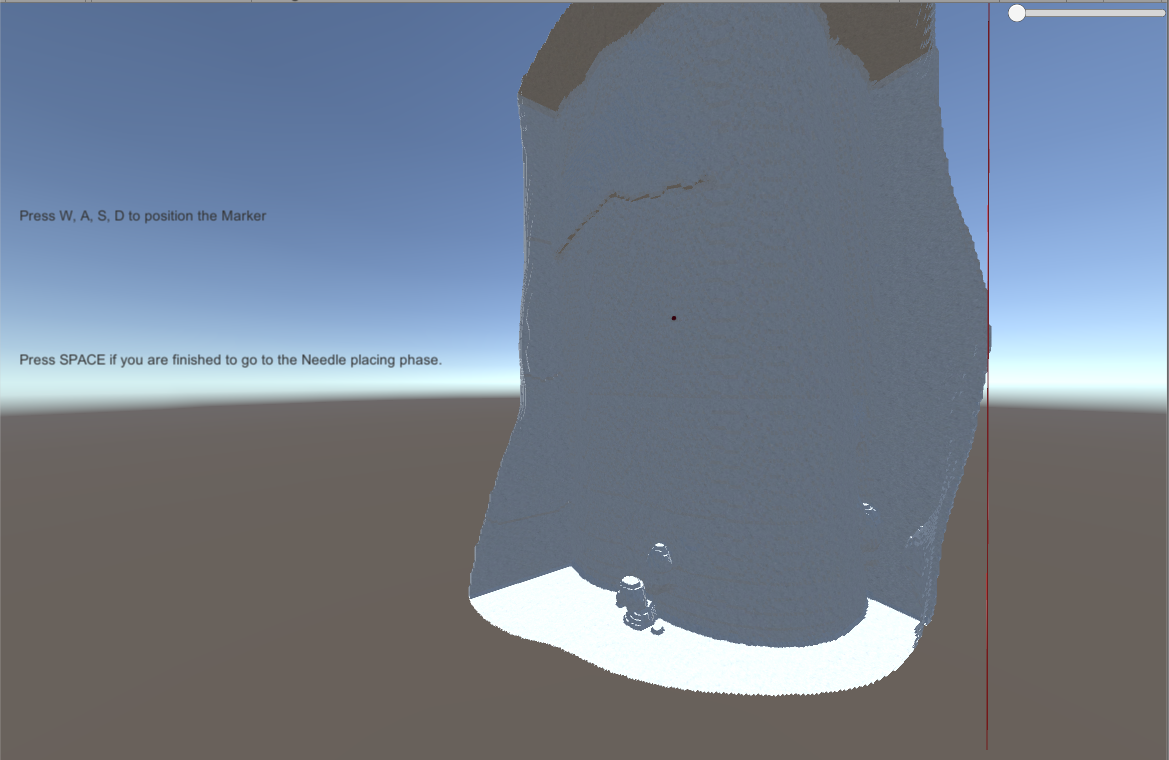 Press W, A, S, D to position the Marker
Press SPACE if you are finished to go to the Needle placing phase.